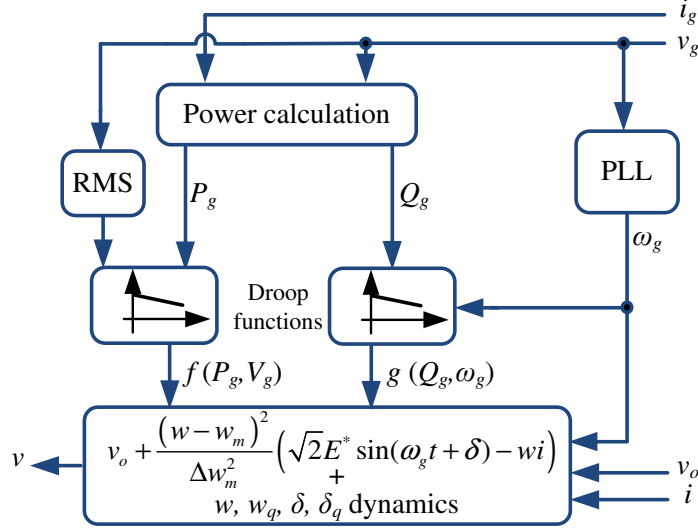 i_g
v_g
Power calculation
RMS
PLL
P_g
Q_g
ω_g
Droop
functions
f (P_g, V_g)
g (Q_g, ω_g)
v_o + \frac{(w − w_m)^2}{Δw_m^2} (√2E^* sin(ω_g t + δ) − wi)
+
w, w_q, δ, δ_q dynamics
v
v_o
i